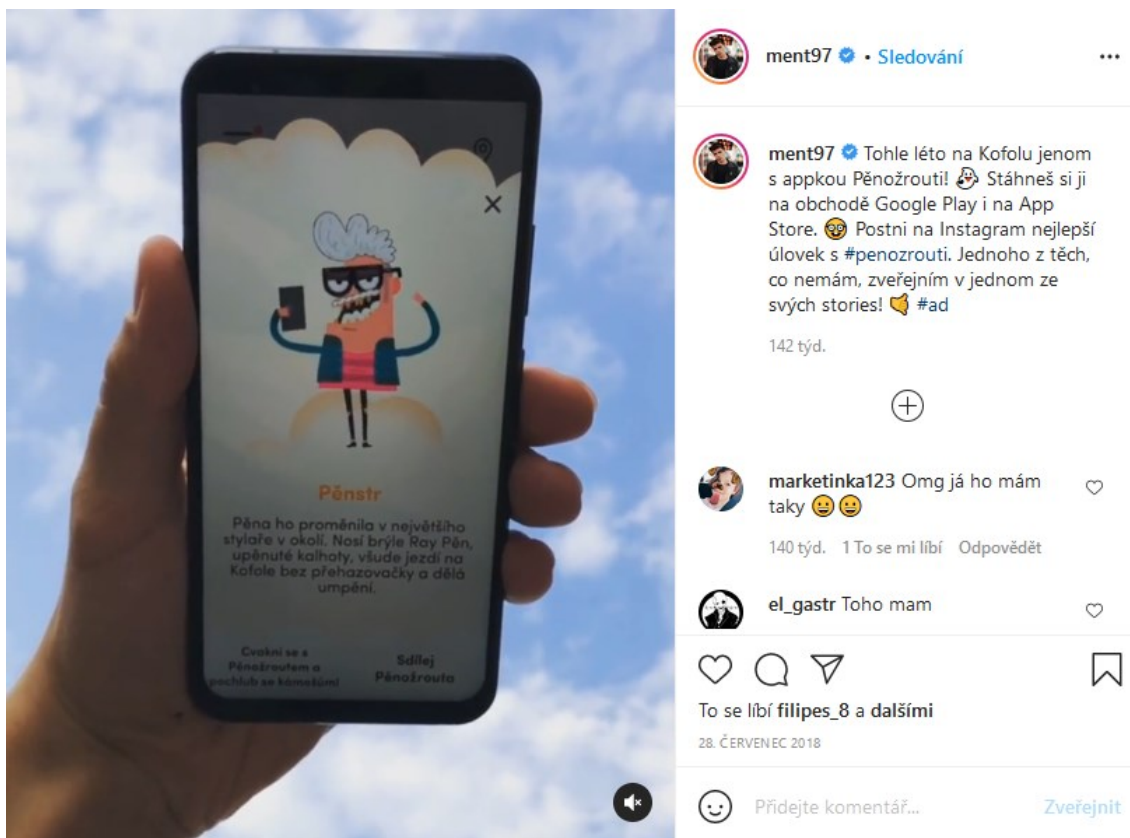 Pěnstr
Pěna ho proměnila v největšího
stylaře v okolí. Nosí brýle Ray Pěn,
upěnuté kalhoty, všude jezdí na
Kofole bez přehazovačky a dělá
umpění.
Cvakni se s
Pěnožroutem a
pochlub se kámošům!
Sdílej
Pěnožrouta
ment97 • Sledování
ment97 Tohle léto na Kofolu jenom
s appkou Pěnožrouti! Stáhneš si ji
na obchodě Google Play i na App
Store. Postni na Instagram nejlepší
úlovek s #penozrouti. Jednoho z těch,
co nemám, zveřejním v jednom ze
svých stories! #ad
142 týd.
marketinka123 Omg já ho mám
taky
140 týd. 1 To se mi líbí Odpovědět
el_gastr Toho mam
To se líbí filipes_8 a dalšími
28. ČERVENEC 2018
Přidejte komentář... Zveřejnit